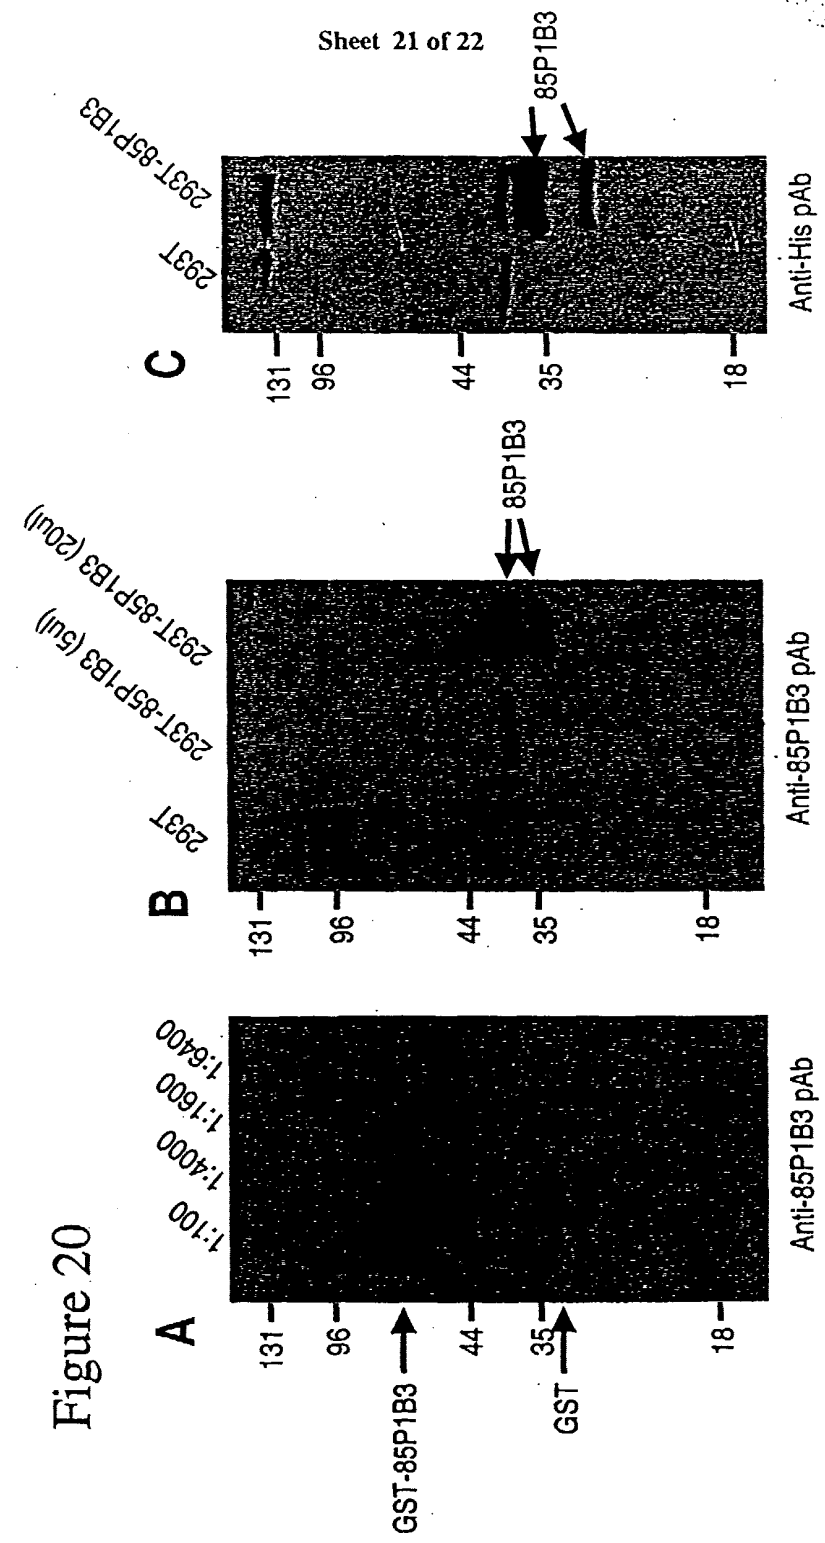 Sheet 21 of 22
Figure 20
A
1:100
1:4000
1:1600
1:6400
131
96
GST-85P1B3
44
35
GST
18
Anti-85P1B3 pAb
B
293T
293T-85P1B3 (5ul)
293T-85P1B3 (20ul)
131
96
44
35
18
85P1B3
Anti-85P1B3 pAb
C
293T
293T-85P1B3
131
96
44
35
18
85P1B3
Anti-His pAb